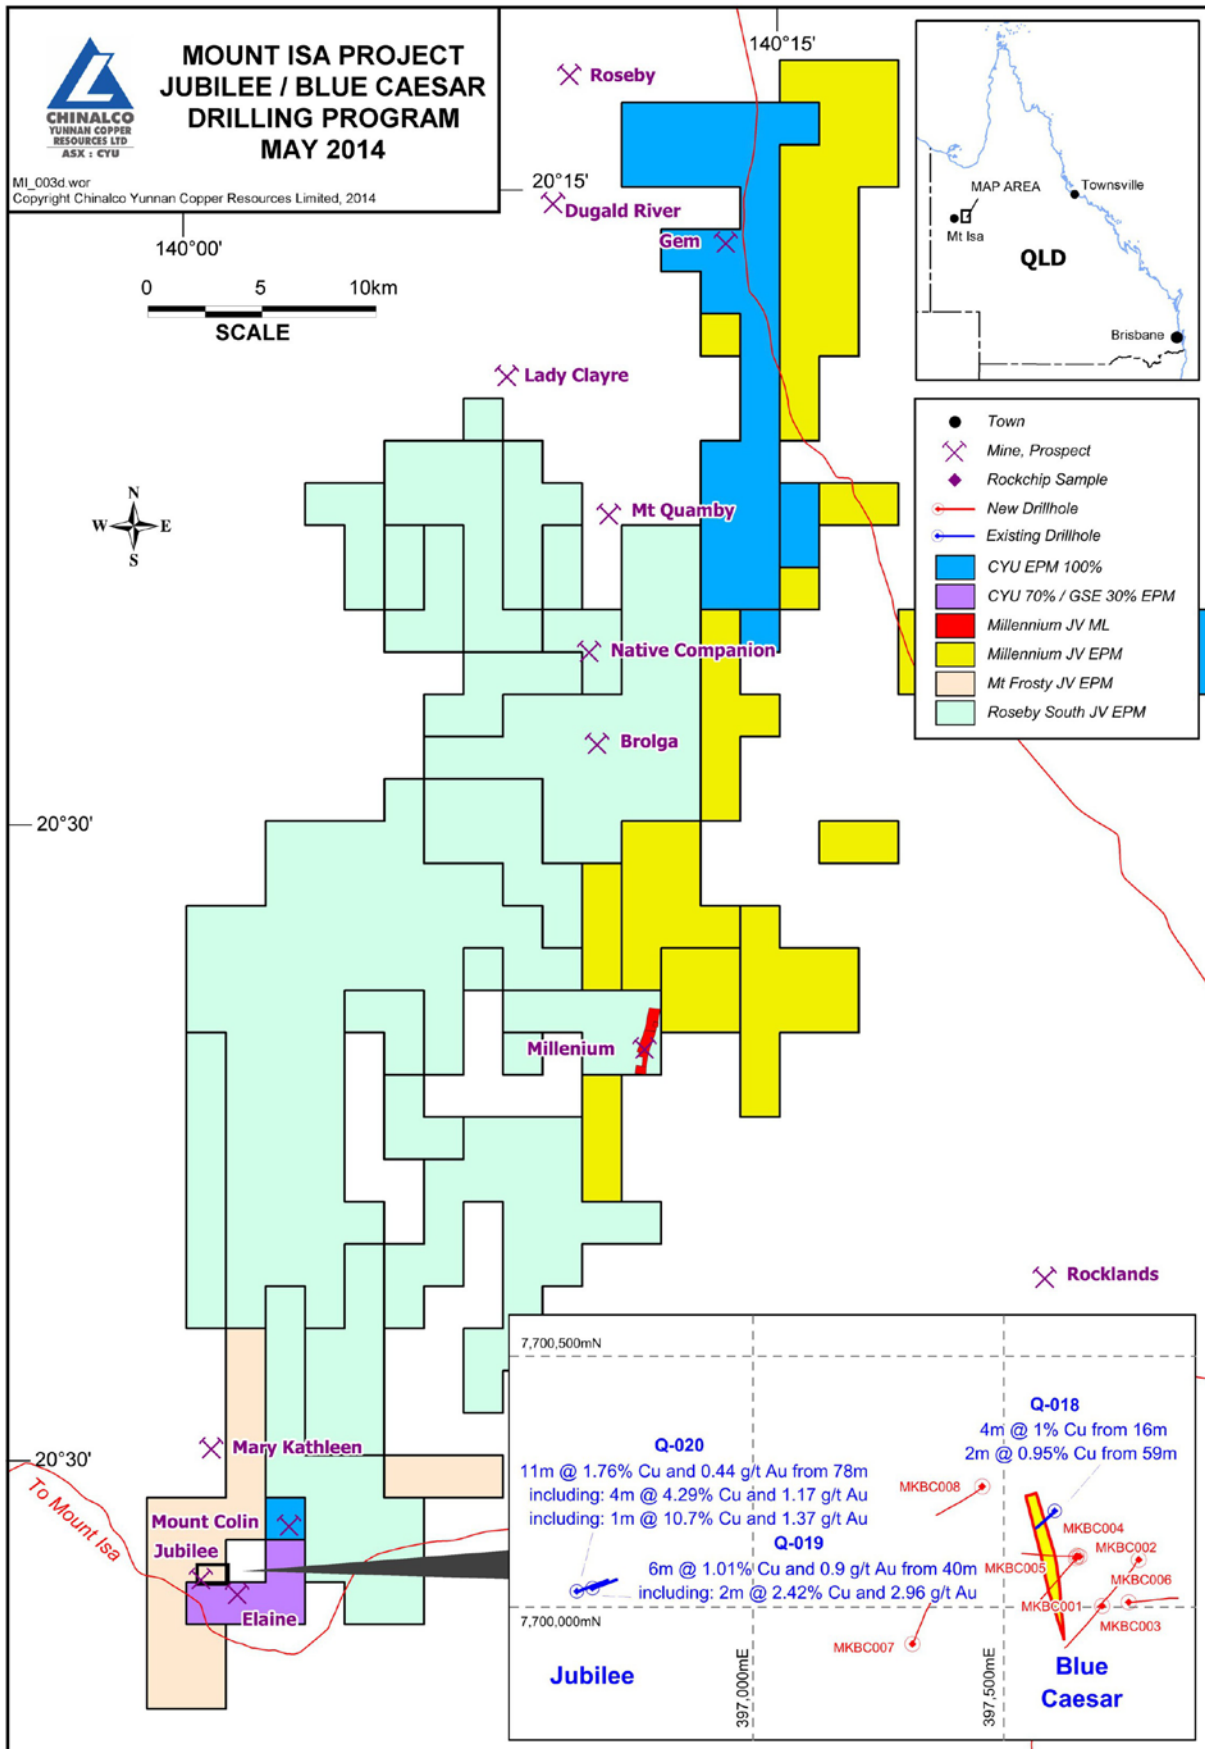 CHINALCO
YUNNAN COPPER
RESOURCES LTD
ASX : CYU
MOUNT ISA PROJECT
JUBILEE / BLUE CAESAR
DRILLING PROGRAM
MAY 2014
MI_003d.wor
Copyright Chinalco Yunnan Copper Resources Limited, 2014
140°15'
Roseby
20°15'
Dugald River
140°00'
Gem
0 5 10km
SCALE
Lady Clayre
N
W E
S
Mt Quamby
Native Companion
Brolga
20°30'
Millenium
Rocklands
Mary Kathleen
20°30'
To Mount Isa
Mount Colin
Jubilee
Elaine
MAP AREA
Townsville
Mt Isa
QLD
Brisbane
Town
Mine, Prospect
Rockchip Sample
New Drillhole
Existing Drillhole
CYU EPM 100%
CYU 70% / GSE 30% EPM
Millennium JV ML
Millennium JV EPM
Mt Frosty JV EPM
Roseby South JV EPM
7,700,500mN
Q-018
4m @ 1% Cu from 16m
2m @ 0.95% Cu from 59m
Q-020
11m @ 1.76% Cu and 0.44 g/t Au from 78m
including: 4m @ 4.29% Cu and 1.17 g/t Au
including: 1m @ 10.7% Cu and 1.37 g/t Au
Q-019
6m @ 1.01% Cu and 0.9 g/t Au from 40m
including: 2m @ 2.42% Cu and 2.96 g/t Au
MKBC008
MKBC004
MKBC002
MKBC005
MKBC006
MKBC001
MKBC003
MKBC007
7,700,000mN
397,000mE
397,500mE
Jubilee
Blue
Caesar